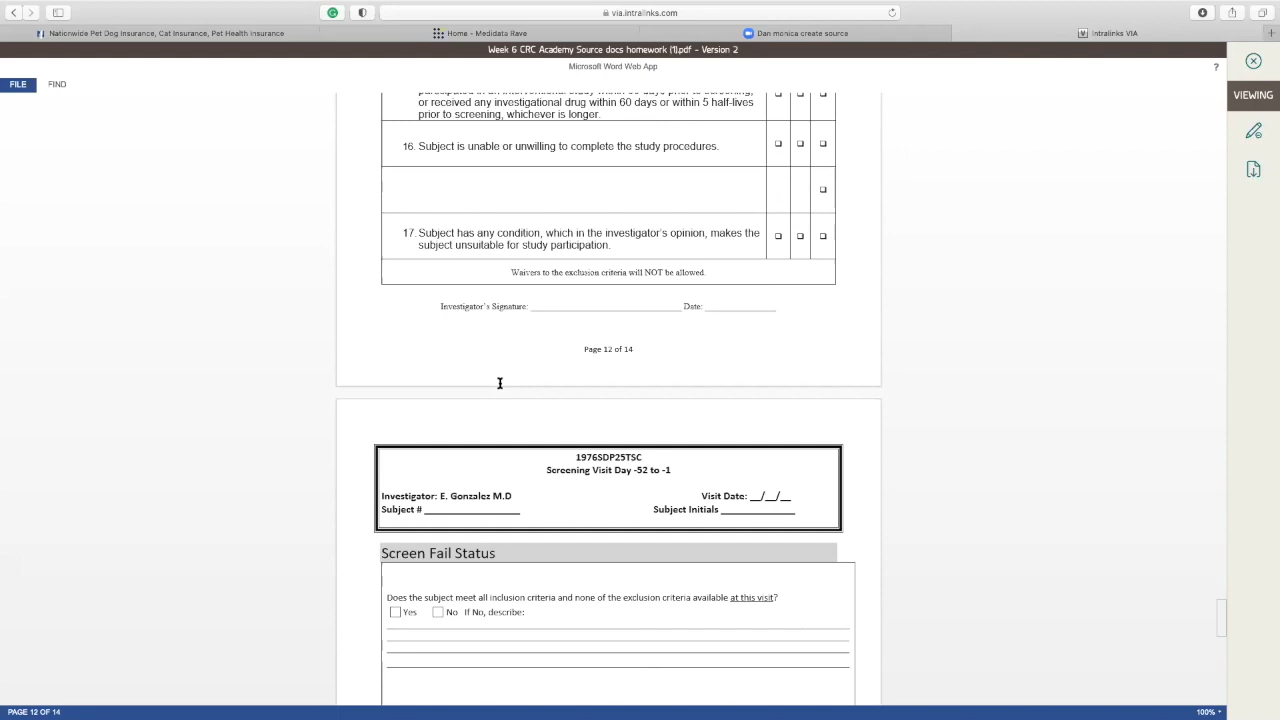 via.intralinks.com
Nationwide Pet Dog Insurance, Cat Insurance, Pet Health Insurance
Home - Medidata Rave
Dan monica create source
Intralinks VIA
Week 6 CRC Academy Source docs homework (1).pdf - Version 2
Microsoft Word Web App
?
FILE
FIND
VIEWING
or received any investigational drug within 60 days or within 5 half-lives
prior to screening, whichever is longer.
16. Subject is unable or unwilling to complete the study procedures.
17. Subject has any condition, which in the investigator's opinion, makes the
subject unsuitable for study participation.
Waivers to the exclusion criteria will NOT be allowed.
Investigator's Signature: ____________________ Date: __________
Page 12 of 14
1976SDP25TSC
Screening Visit Day -52 to -1
Investigator: E. Gonzalez M.D Visit Date: __/__/__
Subject # ________________ Subject Initials ____________
Screen Fail Status
Does the subject meet all inclusion criteria and none of the exclusion criteria available at this visit?
Yes No If No, describe:
PAGE 12 OF 14
100%